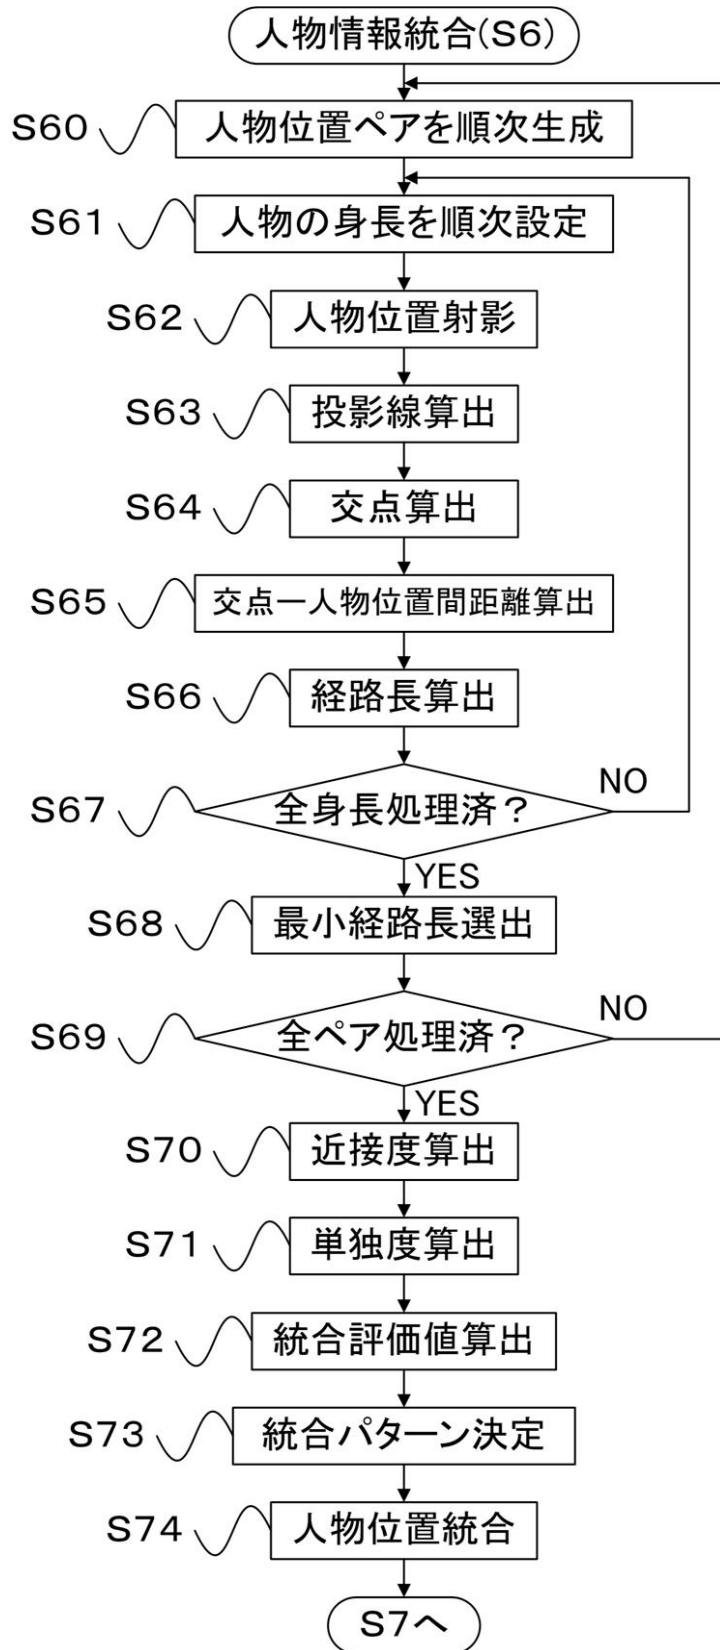 人物情報統合(S6)
S60
人物位置ペアを順次生成
S61
人物の身長を順次設定
S62
人物位置射影
S63
投影線算出
S64
交点算出
S65
交点ー人物位置間距離算出
S66
経路長算出
S67
全身長処理済？
NO
YES
S68
最小経路長選出
S69
全ペア処理済？
NO
YES
S70
近接度算出
S71
単独度算出
S72
統合評価値算出
S73
統合パターン決定
S74
人物位置統合
S7へ